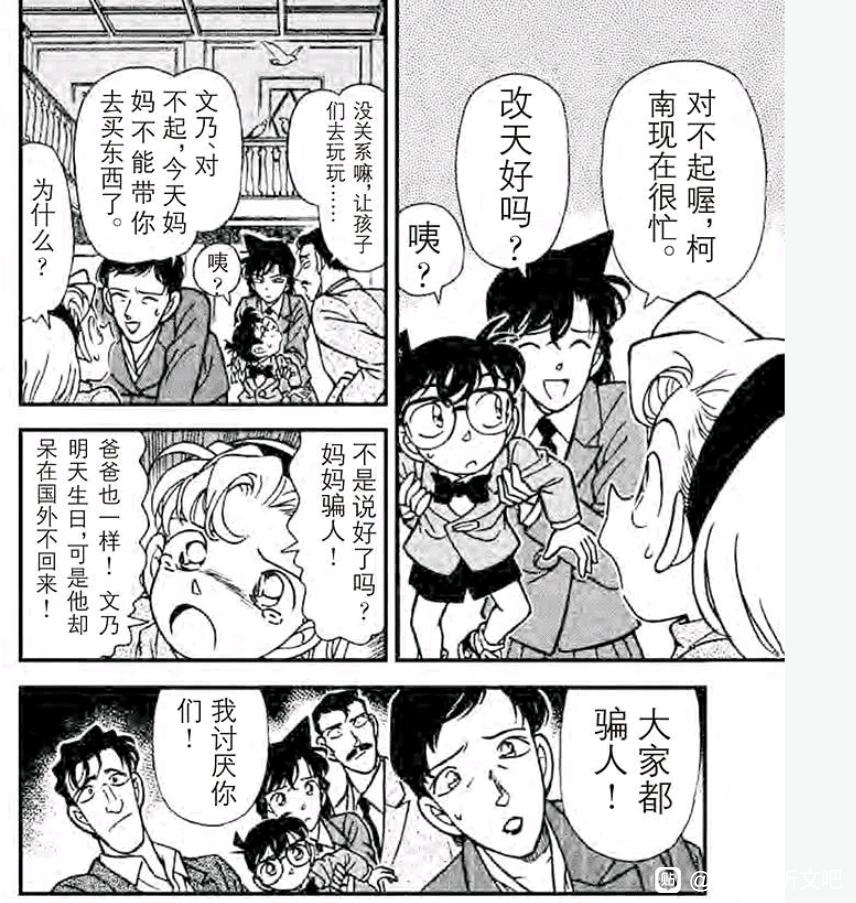 对不起喔，柯
南现在很忙。
改天好吗？
咦？
没关系嘛，让孩子
们去玩玩……
咦？
文乃、对
不起，今天妈
妈不能带你
去买东西了。
为什么？
不是说好了吗？
妈妈骗人！
爸爸也一样！文乃
明天生日，可是他却
呆在国外不回来！
大家都
骗人！
我讨厌你
们！
贴 @ 文吧